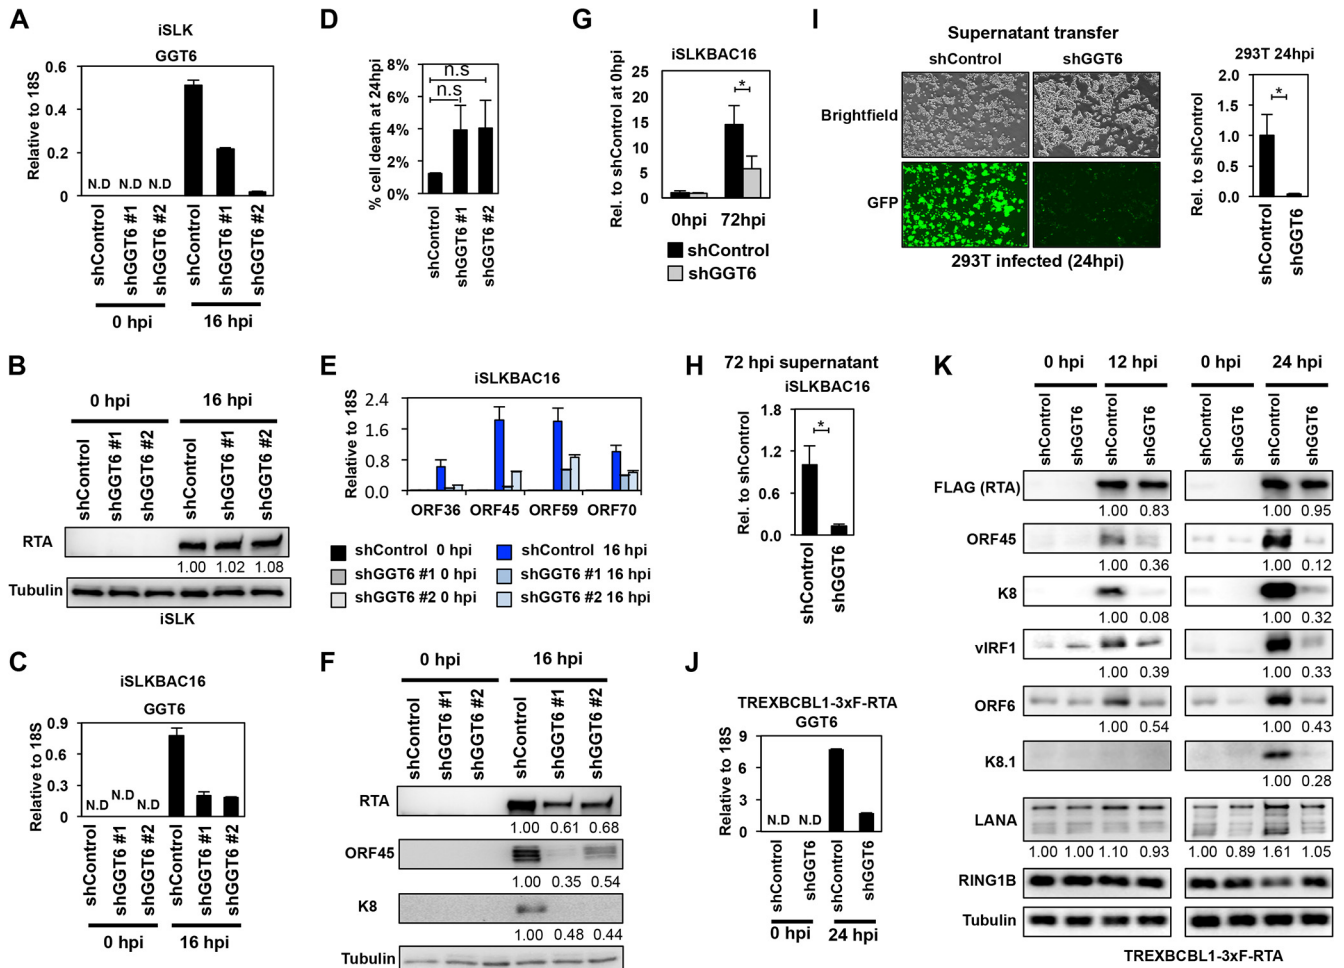 A
iSLK
GGT6
Relative to 18S
0.6
0.4
0.2
0
N.D N.D N.D
shControl
shGGT6 #1
shGGT6 #2
shControl
shGGT6 #1
shGGT6 #2
0 hpi
16 hpi
B
0 hpi
16 hpi
shControl
shGGT6 #1
shGGT6 #2
shControl
shGGT6 #1
shGGT6 #2
RTA
1.00 1.02 1.08
Tubulin
iSLK
C
iSLKBAC16
GGT6
Relative to 18S
0.9
0.6
0.3
0
N.D N.D N.D
shControl
shGGT6 #1
shGGT6 #2
shControl
shGGT6 #1
shGGT6 #2
0 hpi
16 hpi
D
% cell death at 24hpi
8%
6%
4%
2%
0%
n.s
n.s
shControl
shGGT6 #1
shGGT6 #2
E
iSLKBAC16
Relative to 18S
2.4
1.6
0.8
0.0
ORF36 ORF45 ORF59 ORF70
shControl 0 hpi
shGGT6 #1 0 hpi
shGGT6 #2 0 hpi
shControl 16 hpi
shGGT6 #1 16 hpi
shGGT6 #2 16 hpi
F
0 hpi
16 hpi
shControl
shGGT6 #1
shGGT6 #2
shControl
shGGT6 #1
shGGT6 #2
RTA
1.00 0.61 0.68
ORF45
1.00 0.35 0.54
K8
1.00 0.48 0.44
Tubulin
G
iSLKBAC16
Rel. to shControl at 0hpi
25
20
15
10
5
0
*
0hpi 72hpi
shControl
shGGT6
H
72 hpi supernatant
iSLKBAC16
Rel. to shControl
1.8
1.2
0.6
0.0
*
shControl
shGGT6
I
Supernatant transfer
shControl
shGGT6
Brightfield
GFP
293T infected (24hpi)
293T 24hpi
Rel. to shControl
2.0
1.5
1.0
0.5
0.0
*
shControl
shGGT6
J
TREXBCBL1-3xF-RTA
GGT6
Relative to 18S
9
6
3
0
N.D N.D
shControl
shGGT6
shControl
shGGT6
0 hpi
24 hpi
K
0 hpi 12 hpi 0 hpi 24 hpi
shControl
shGGT6
shControl
shGGT6
shControl
shGGT6
shControl
shGGT6
FLAG (RTA)
1.00 0.83 1.00 0.95
ORF45
1.00 0.36 1.00 0.12
K8
1.00 0.08 1.00 0.32
vIRF1
1.00 0.39 1.00 0.33
ORF6
1.00 0.54 1.00 0.43
K8.1
1.00 0.28
LANA
1.00 1.00 1.10 0.93 1.00 0.89 1.61 1.05
RING1B
Tubulin
TREXBCBL1-3xF-RTA